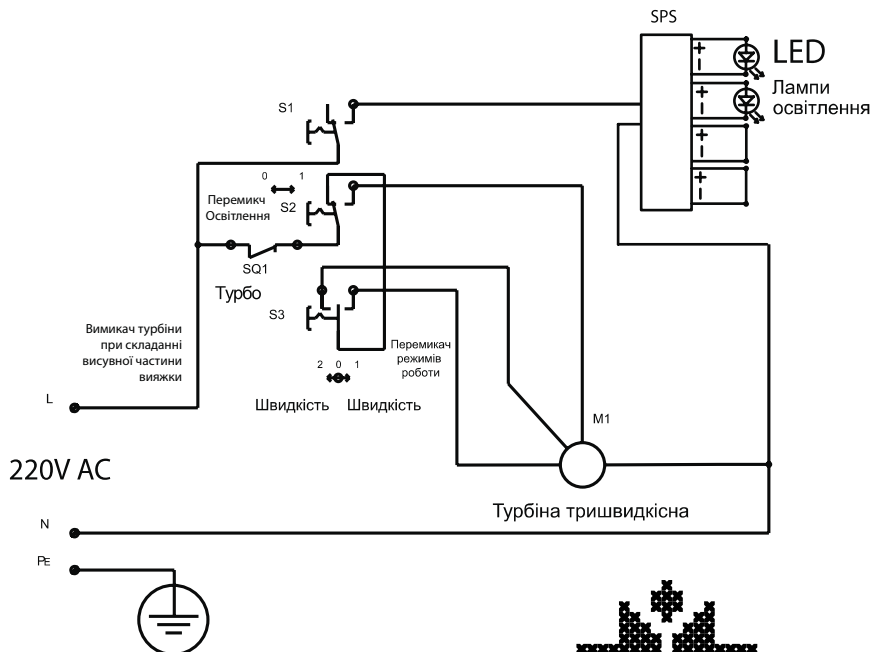 SPS
LED
Лампи
освітлення
S1
0 1
Перемикч
Освітлення
S2
SQ1
Турбо
S3
Вимикач турбіни
при складанні
висувної частини
вияжки
Перемикач
режимів
роботи
2 0 1
Швидкість Швидкість
L
M1
220V AC
Турбіна тришвидкісна
N
PE